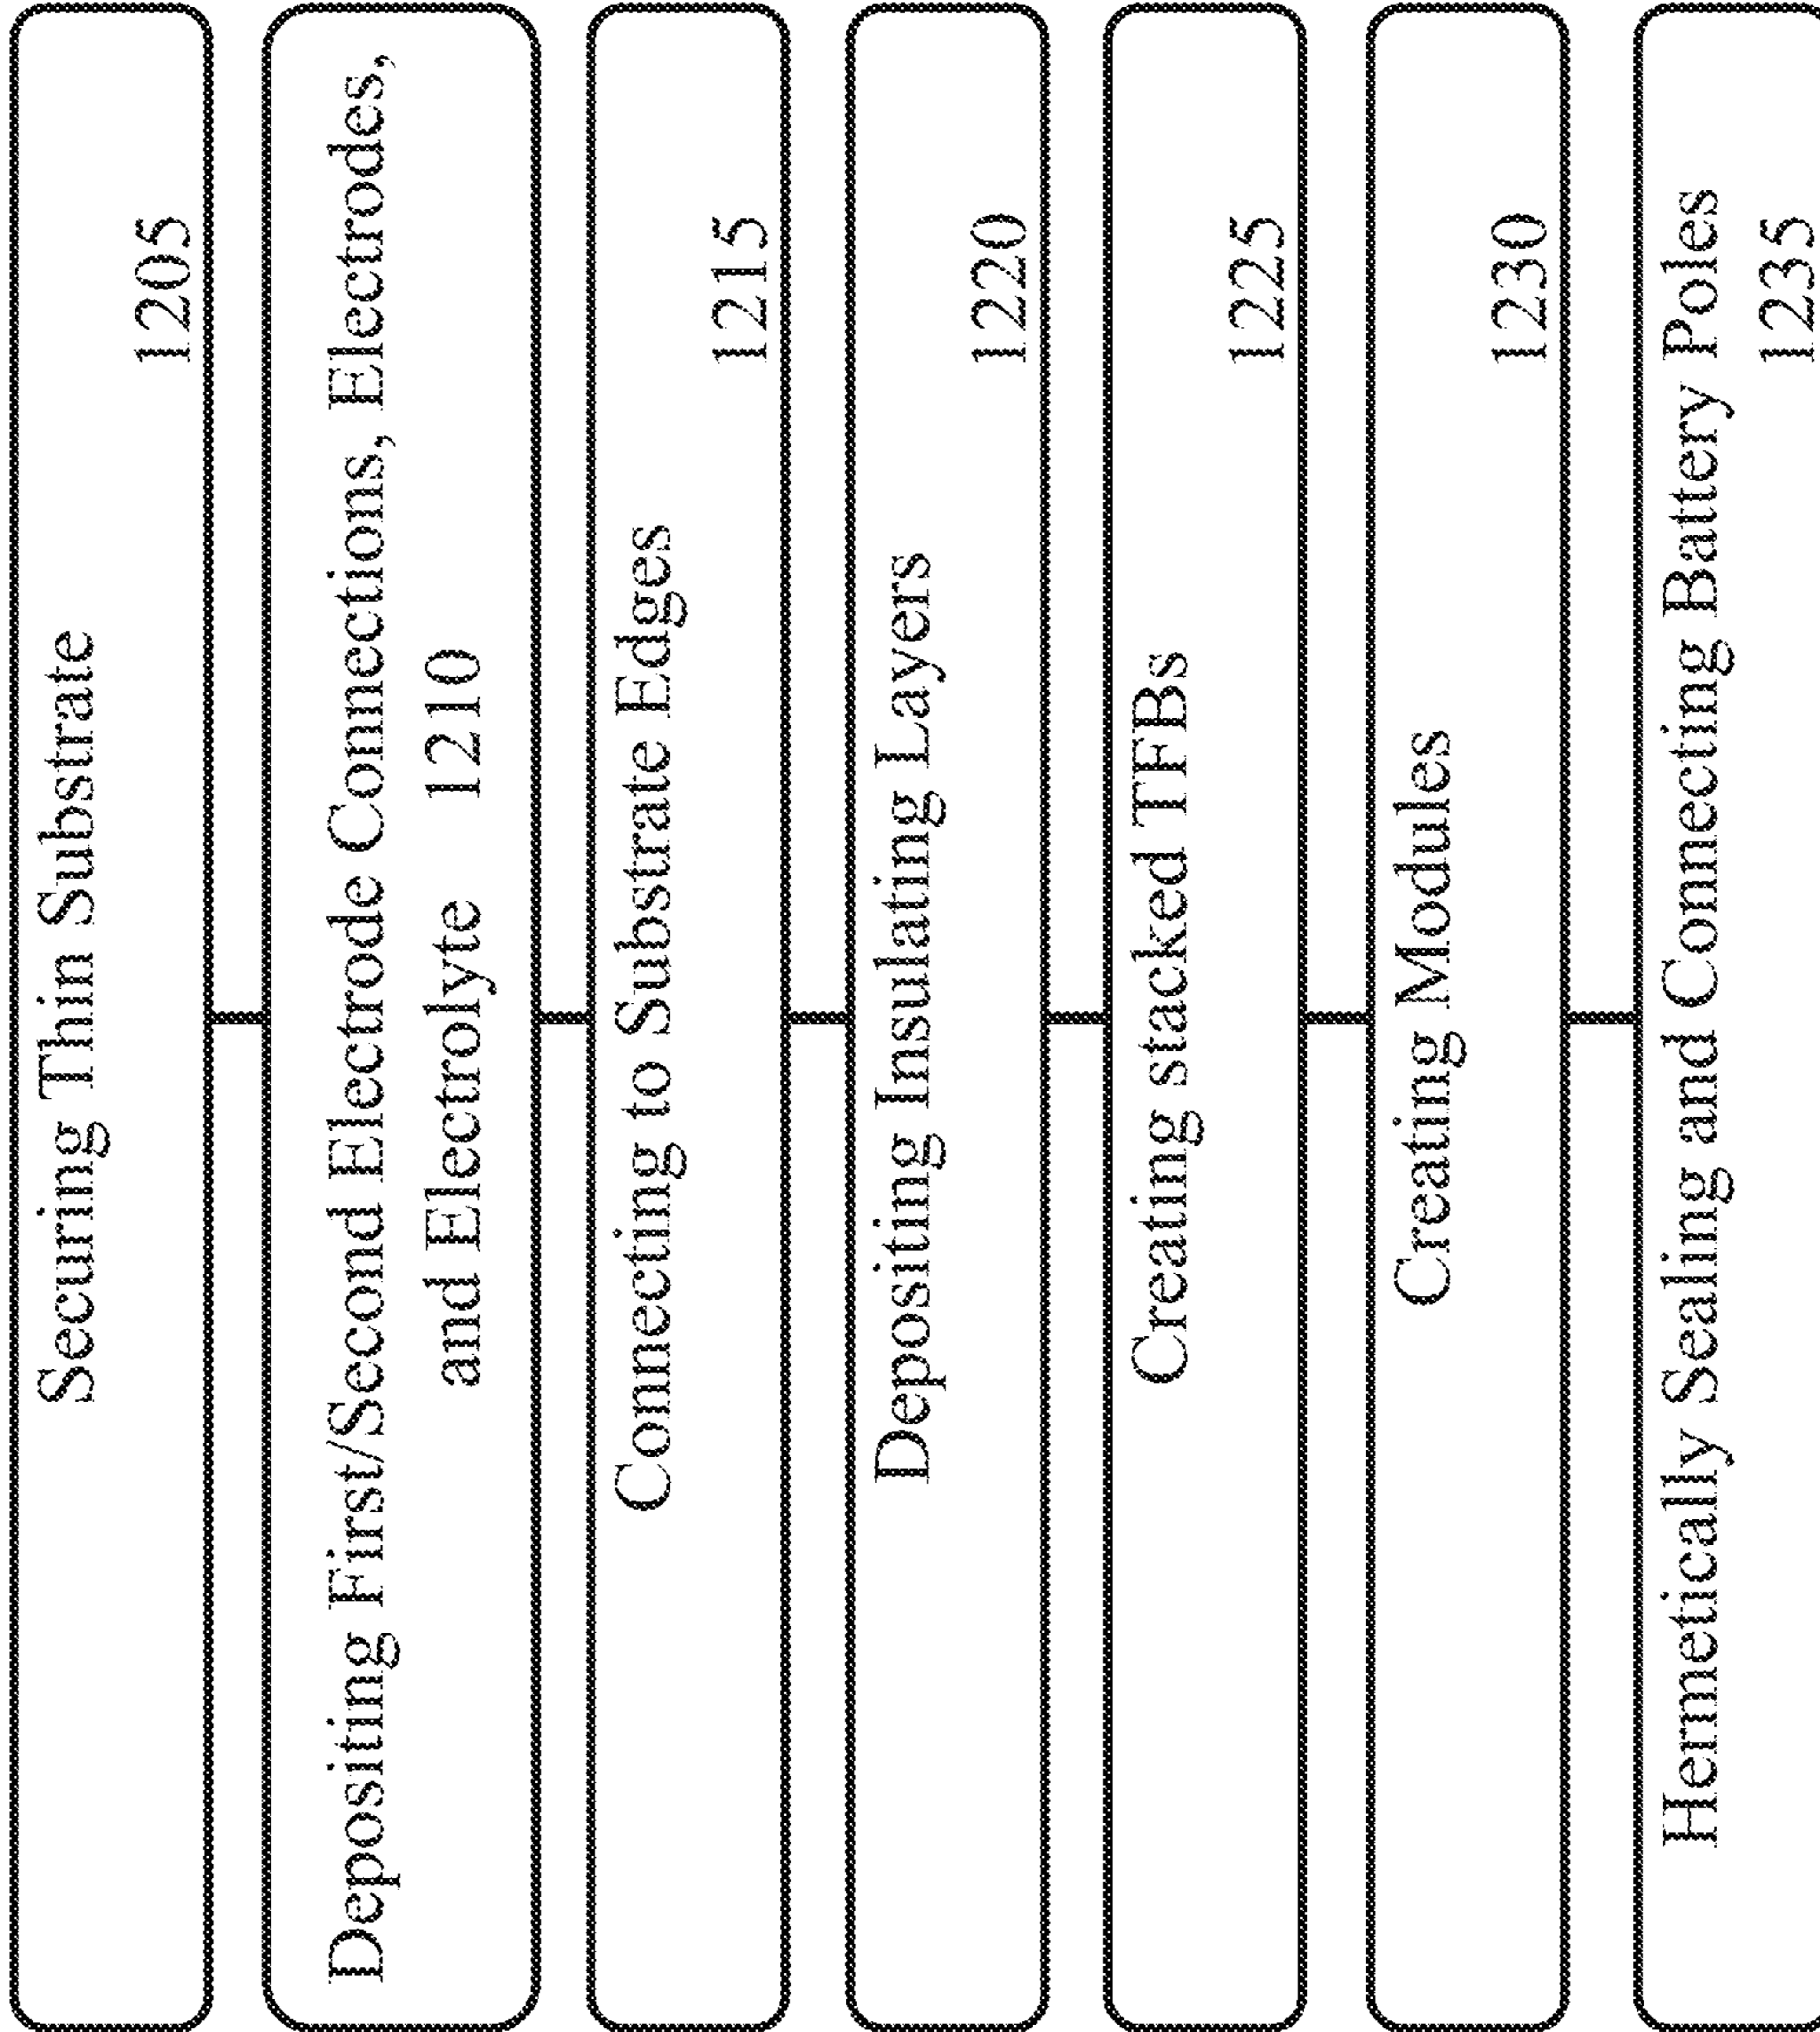 Securing Thin Substrate
1205
Depositing First/Second Electrode Connections, Electrodes,
and Electrolyte 1210
Connecting to Substrate Edges
1215
Depositing Insulating Layers
1220
Creating stacked TFBs
1225
Creating Modules
1230
Hermetically Sealing and Connecting Battery Poles
1235